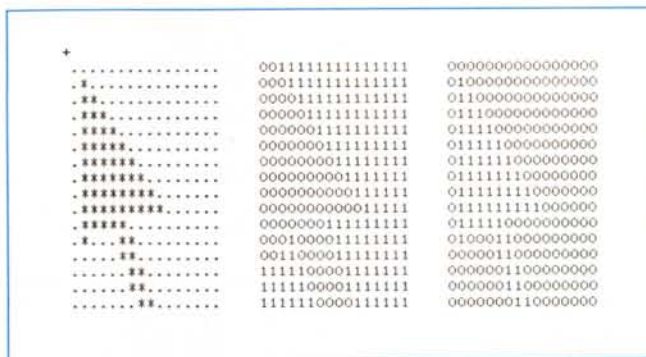 +
................ 0011111111111111 0000000000000000
.*.............. 0001111111111111 0100000000000000
.**............. 0000111111111111 0110000000000000
.***............ 0000011111111111 0111000000000000
.****........... 0000001111111111 0111100000000000
.*****.......... 0000000111111111 0111110000000000
.******......... 0000000011111111 0111111000000000
.*******........ 0000000001111111 0111111100000000
.********....... 0000000000111111 0111111110000000
.*********...... 0000000000011111 0111111111000000
.*****.......... 0000000111111111 0111110000000000
.*...**......... 0001000011111111 0100011000000000
.....**......... 0011000011111111 0000011000000000
......**........ 1111100001111111 0000001100000000
......**........ 1111100001111111 0000001100000000
.......**....... 1111110000111111 0000000110000000